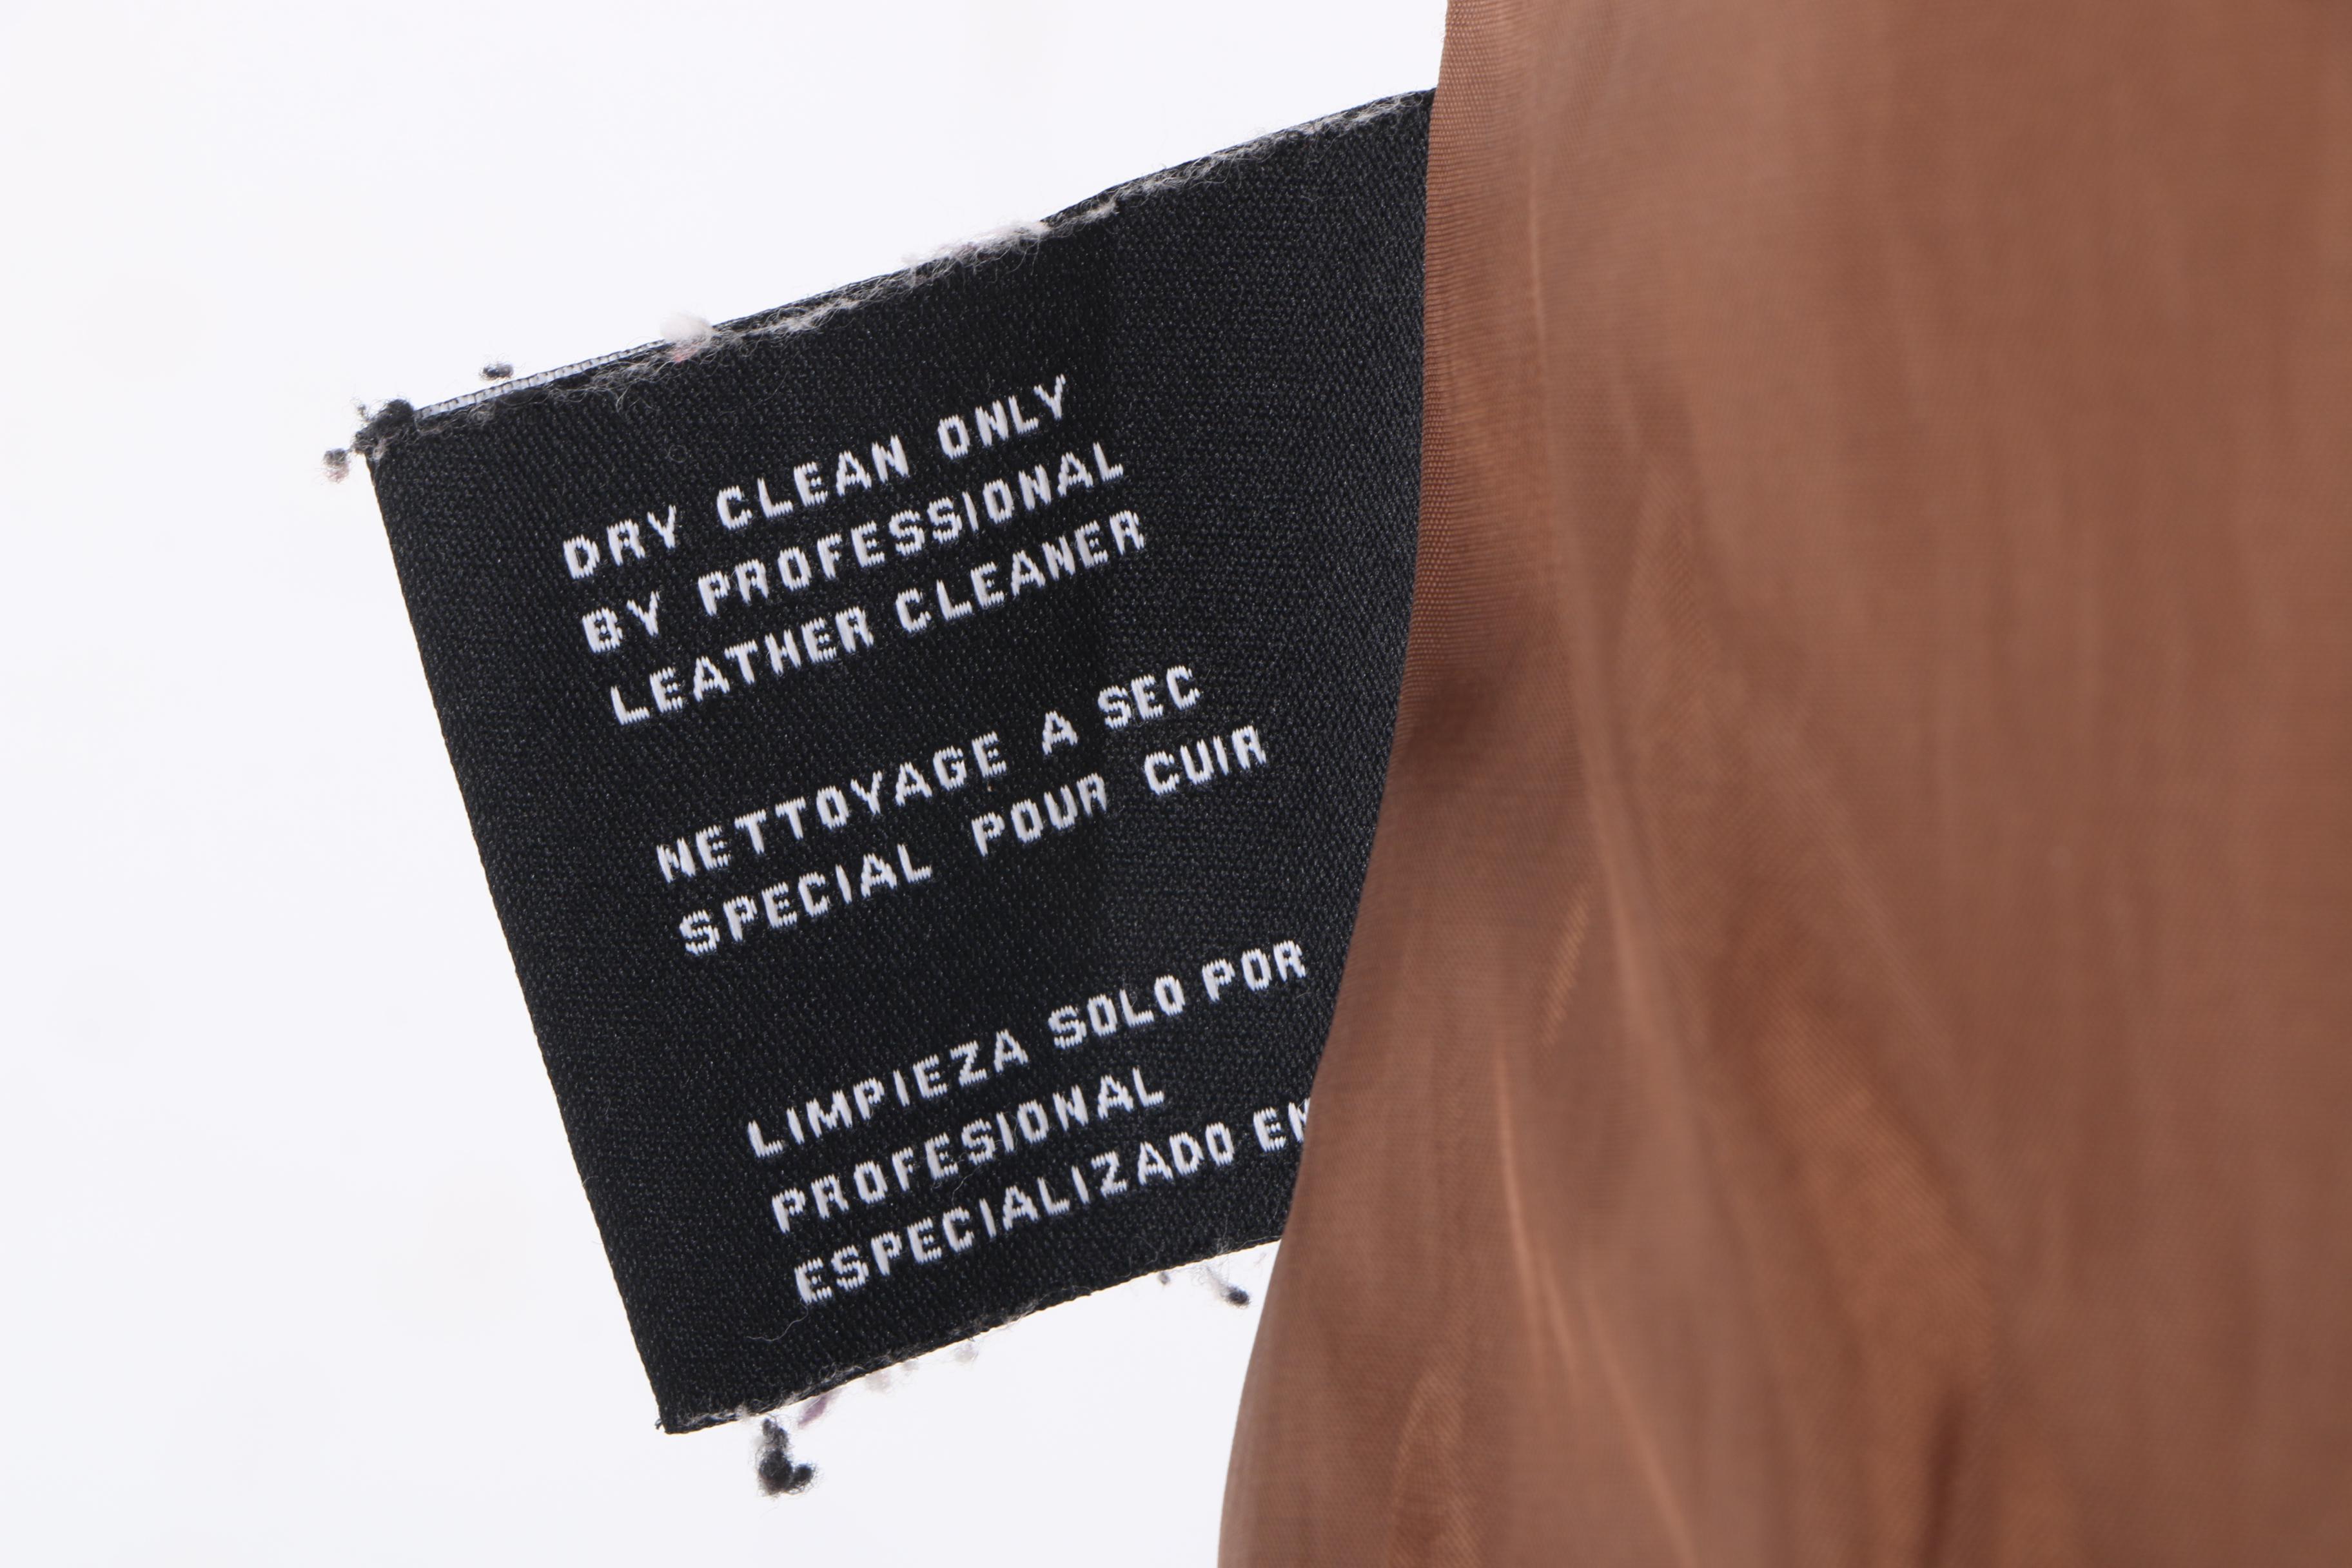 DRY CLEAN ONLY
BY PROFESSIONAL
LEATHER CLEANER
NETTOYAGE A SEC
SPECIAL POUR CUIR
LIMPIEZA SOLO POR
PROFESIONAL
ESPECIALIZADO EN